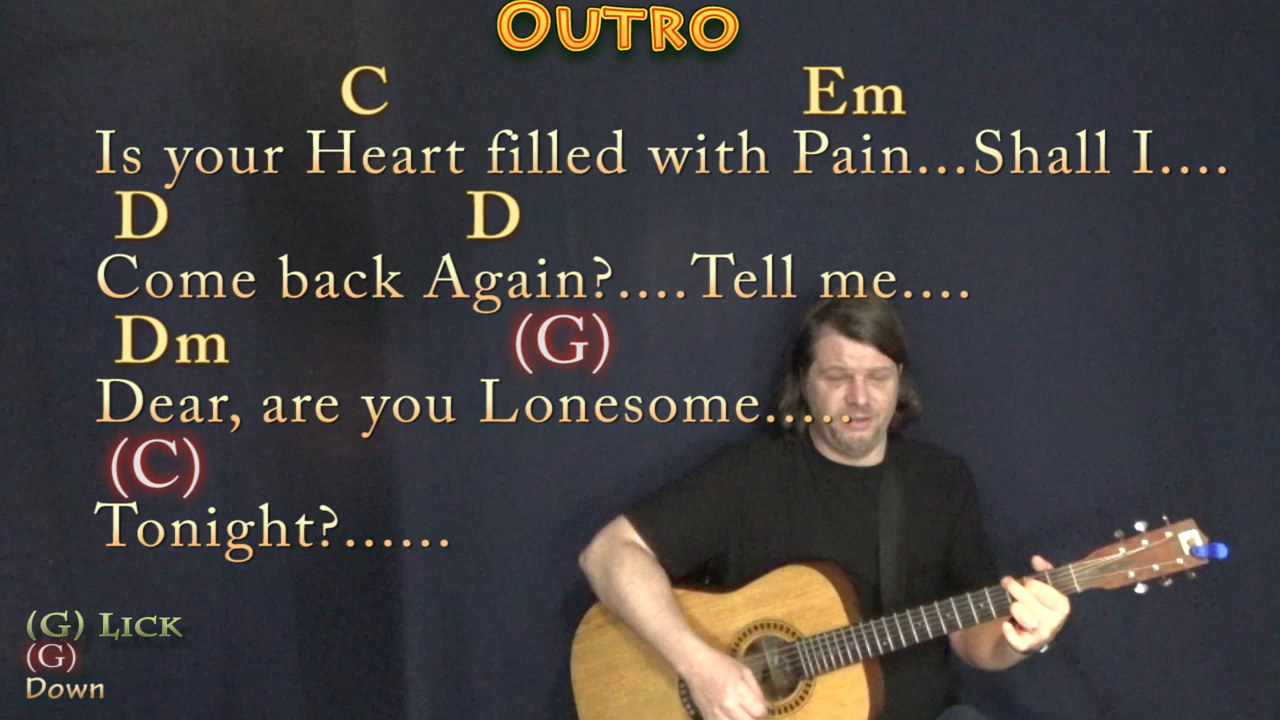 OUTRO
C Em
Is your Heart filled with Pain...Shall I....
D D
Come back Again?....Tell me....
Dm (G)
Dear, are you Lonesome.....
(C)
Tonight?......
(G) LICK
(G)
Down